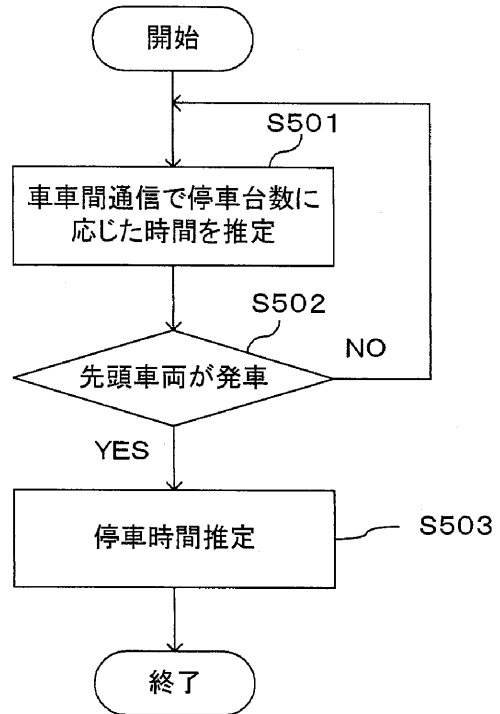 開始
S501
車車間通信で停車台数に
応じた時間を推定
S502
先頭車両が発車
NO
YES
停車時間推定
S503
終了